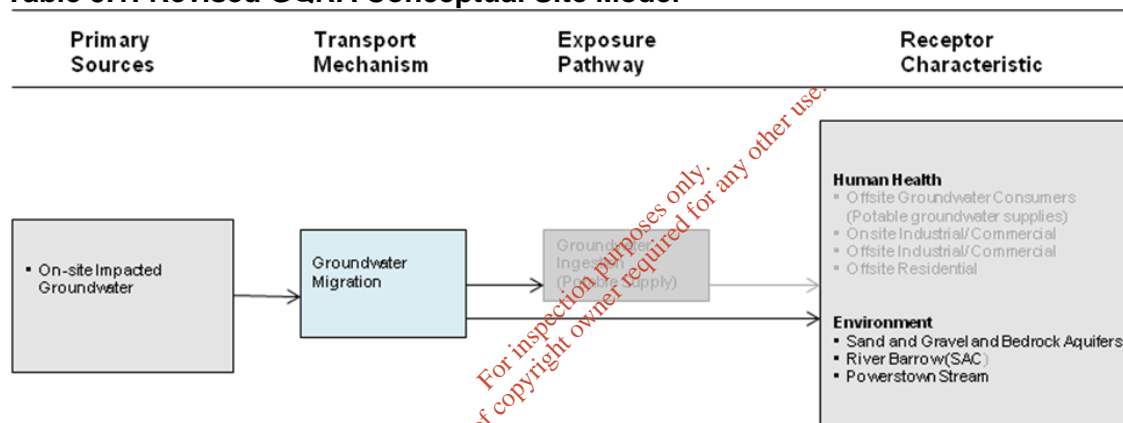 Table 3.1: Revised GQRA Conceptual Site Model
Primary
Sources
Transport
Mechanism
Exposure
Pathway
Receptor
Characteristic
▪ On-site Impacted
Groundwater
Groundwater
Migration
Groundwater
Ingestion
(Potable Supply)
Human Health
▪ Offsite Groundwater Consumers
(Potable groundwater supplies)
▪ Onsite Industrial/Commercial
▪ Offsite Industrial/Commercial
▪ Offsite Residential
Environment
▪ Sand and Gravel and Bedrock Aquifers
▪ River Barrow(SAC)
▪ Powerstown Stream
For inspection purposes only.
of copyright owner required for any other use.